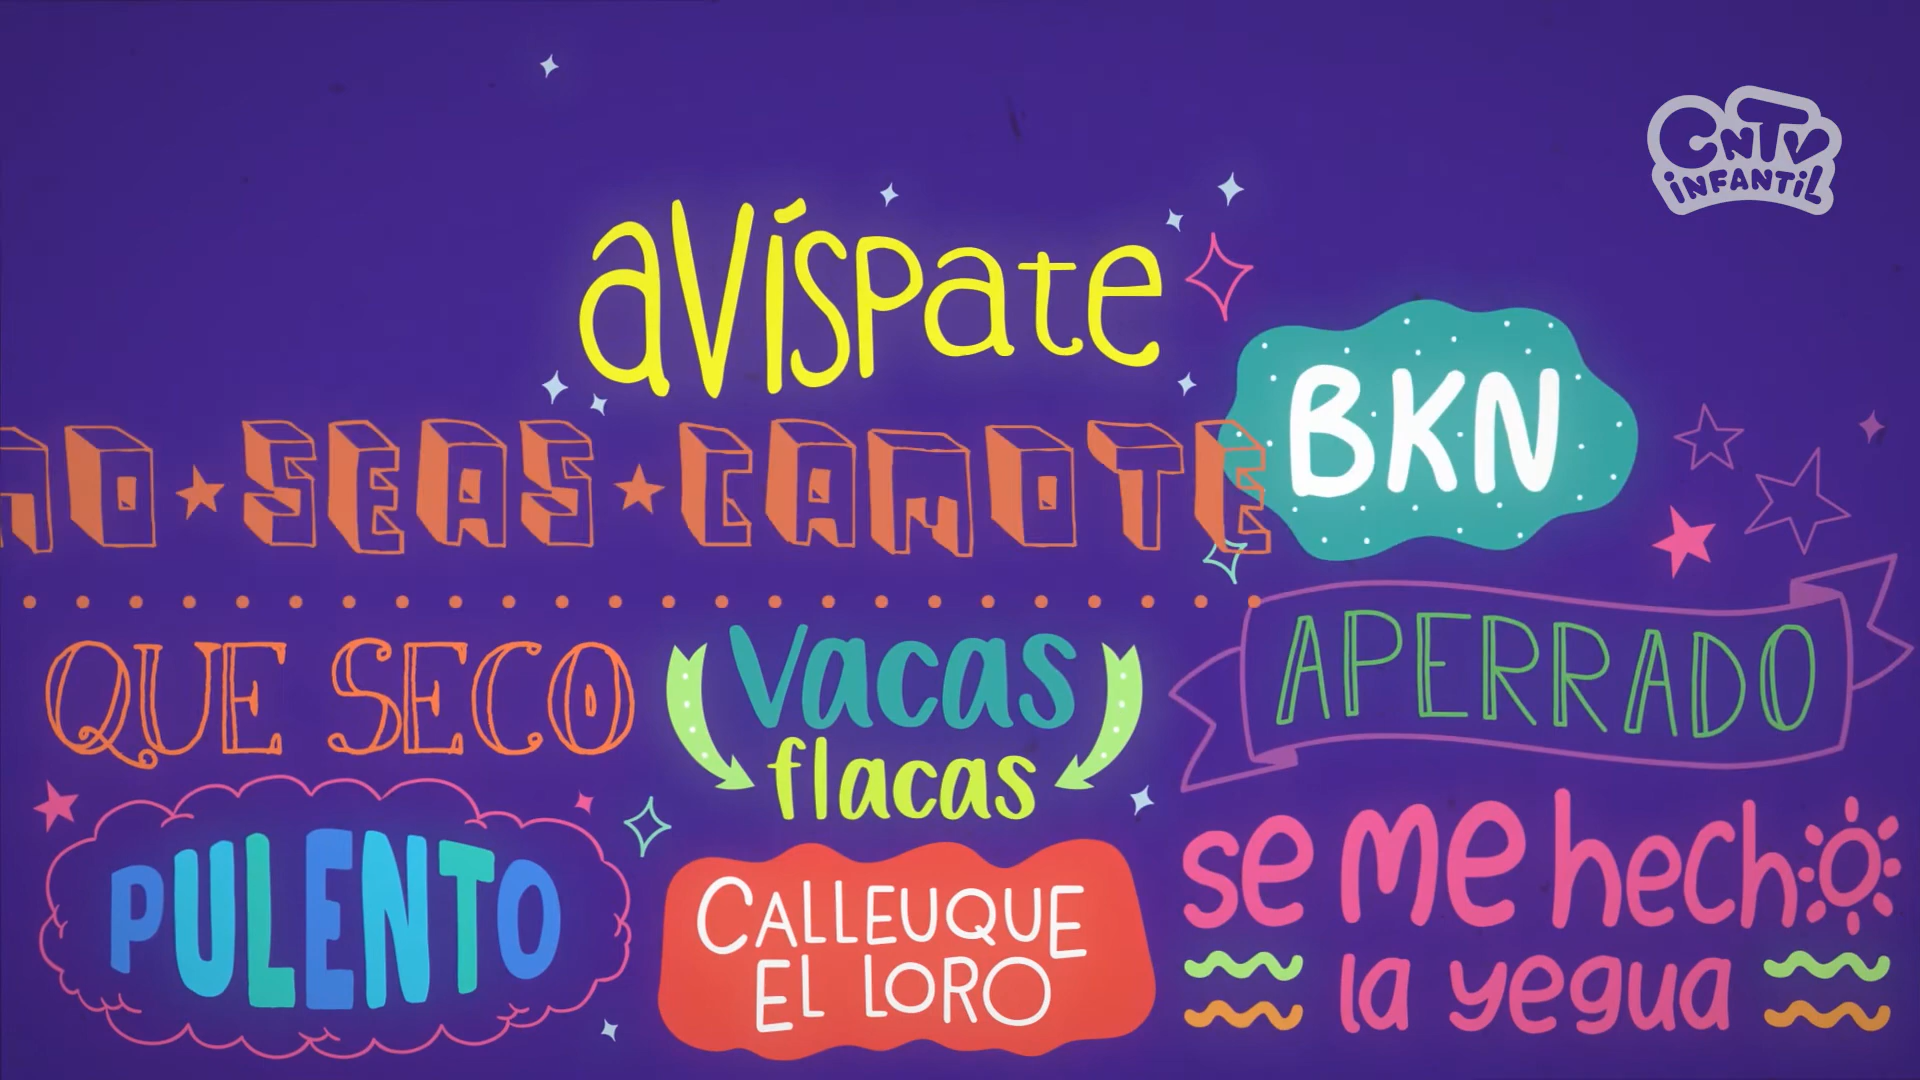 CNTV
INFANTIL
avíspate
BKN
NO SEAS CAMOTE
QUE SECO
Vacas
flacas
APERRADO
PULENTO
CALLEUQUE
EL LORO
se me hecho
la yegua